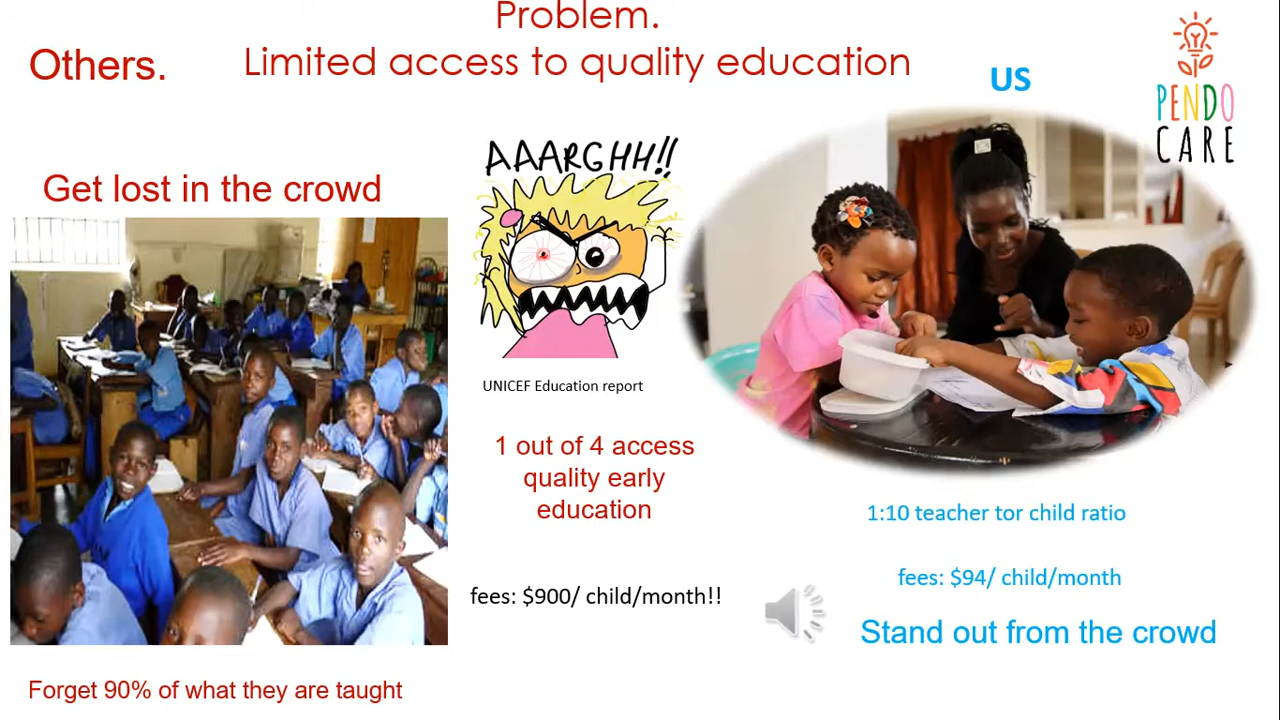 Problem.
Limited access to quality education
Others.
US
PENDO
CARE
Get lost in the crowd
AAARGHH!!
UNICEF Education report
1 out of 4 access
quality early
education
fees: $900/ child/month!!
Forget 90% of what they are taught
1:10 teacher tor child ratio
fees: $94/ child/month
Stand out from the crowd